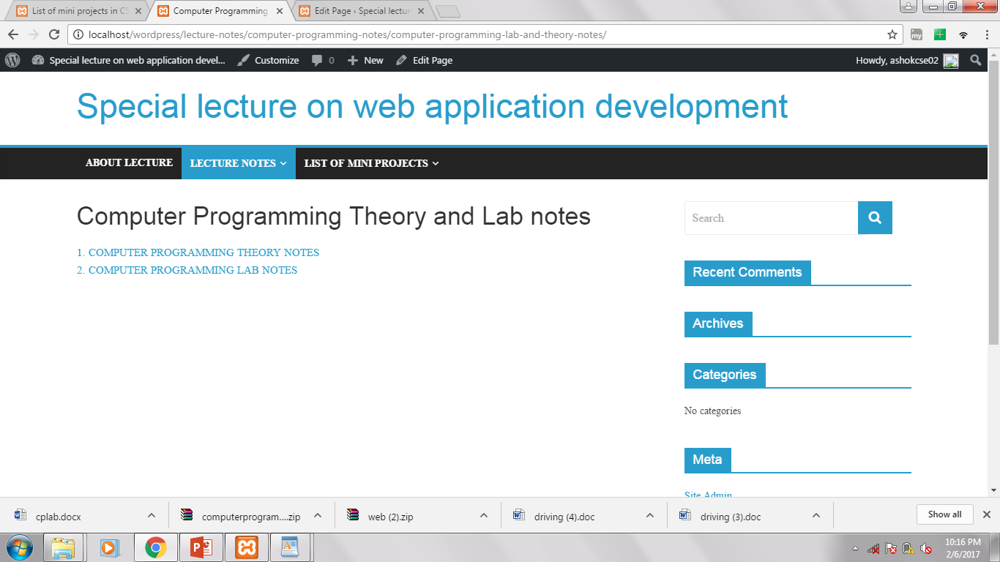 List of mini projects in CS
Computer Programming
Edit Page ‹ Special lectur
localhost/wordpress/lecture-notes/computer-programming-notes/computer-programming-lab-and-theory-notes/
my
Special lecture on web application devel...
Customize
0
New
Edit Page
Howdy, ashokcse02
Special lecture on web application development
ABOUT LECTURE
LECTURE NOTES
LIST OF MINI PROJECTS
Computer Programming Theory and Lab notes
1. COMPUTER PROGRAMMING THEORY NOTES
2. COMPUTER PROGRAMMING LAB NOTES
Search
Recent Comments
Archives
Categories
No categories
Meta
Site Admin
cplab.docx
computerprogram....zip
web (2).zip
driving (4).doc
driving (3).doc
Show all
10:16 PM
2/6/2017